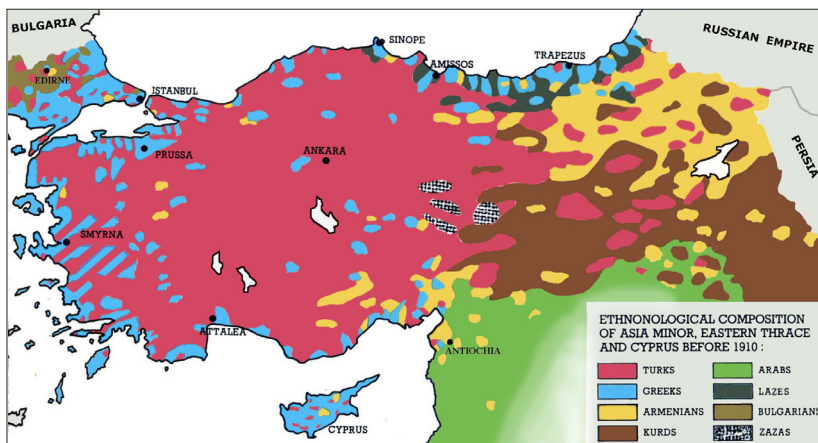 BULGARIA
SINOPE
RUSSIAN EMPIRE
AMISSOS
TRAPEZUS
EDIRNE
ISTANBUL
PRUSSA
ANKARA
PERSIA
SMYRNA
ATTALEA
ANTIOCHIA
CYPRUS
ETHNONOLOGICAL COMPOSITION
OF ASIA MINOR, EASTERN THRACE
AND CYPRUS BEFORE 1910 :
TURKS
GREEKS
ARMENIANS
KURDS
ARABS
LAZES
BULGARIANS
ZAZAS